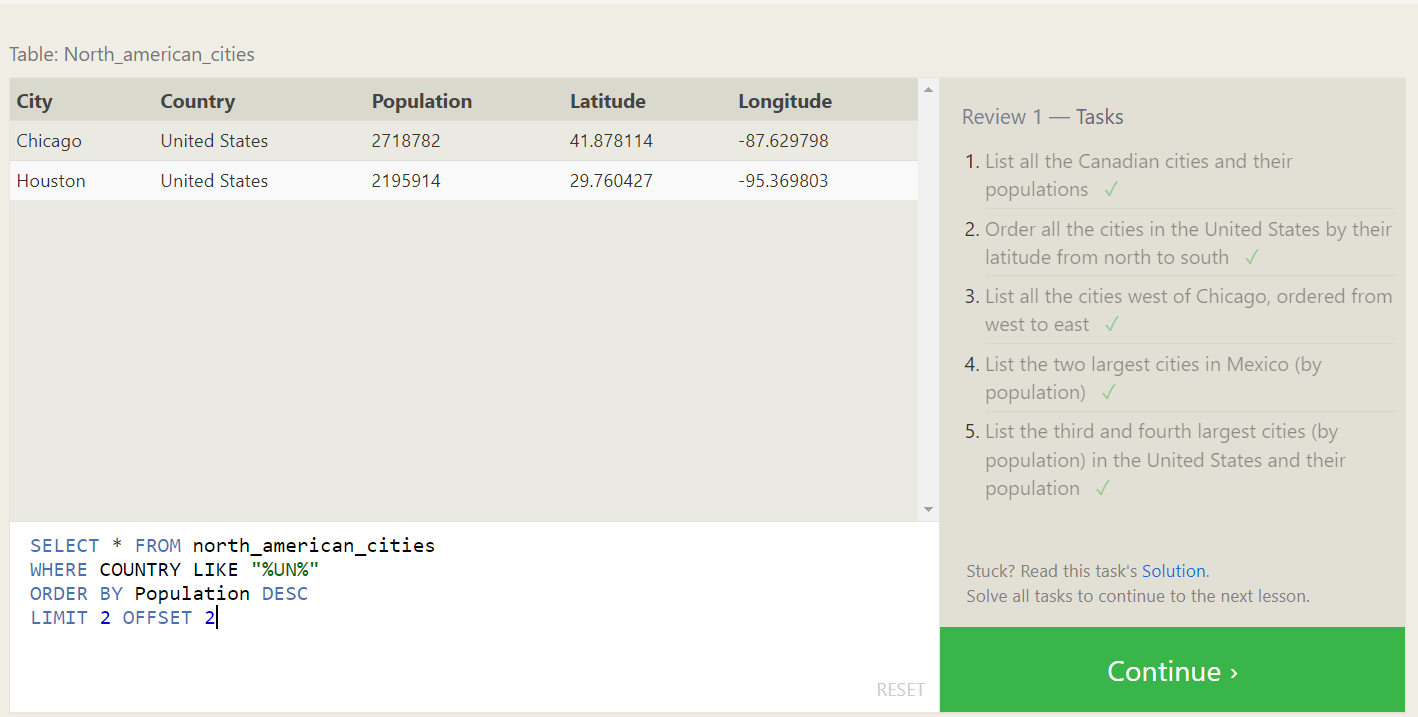 Table: North_american_cities
City Country Population Latitude Longitude
Chicago United States 2718782 41.878114 -87.629798
Houston United States 2195914 29.760427 -95.369803
SELECT * FROM north_american_cities
WHERE COUNTRY LIKE "%UN%"
ORDER BY Population DESC
LIMIT 2 OFFSET 2
RESET
Review 1 — Tasks
1. List all the Canadian cities and their
populations ✓
2. Order all the cities in the United States by their
latitude from north to south ✓
3. List all the cities west of Chicago, ordered from
west to east ✓
4. List the two largest cities in Mexico (by
population) ✓
5. List the third and fourth largest cities (by
population) in the United States and their
population ✓
Stuck? Read this task's Solution.
Solve all tasks to continue to the next lesson.
Continue ›